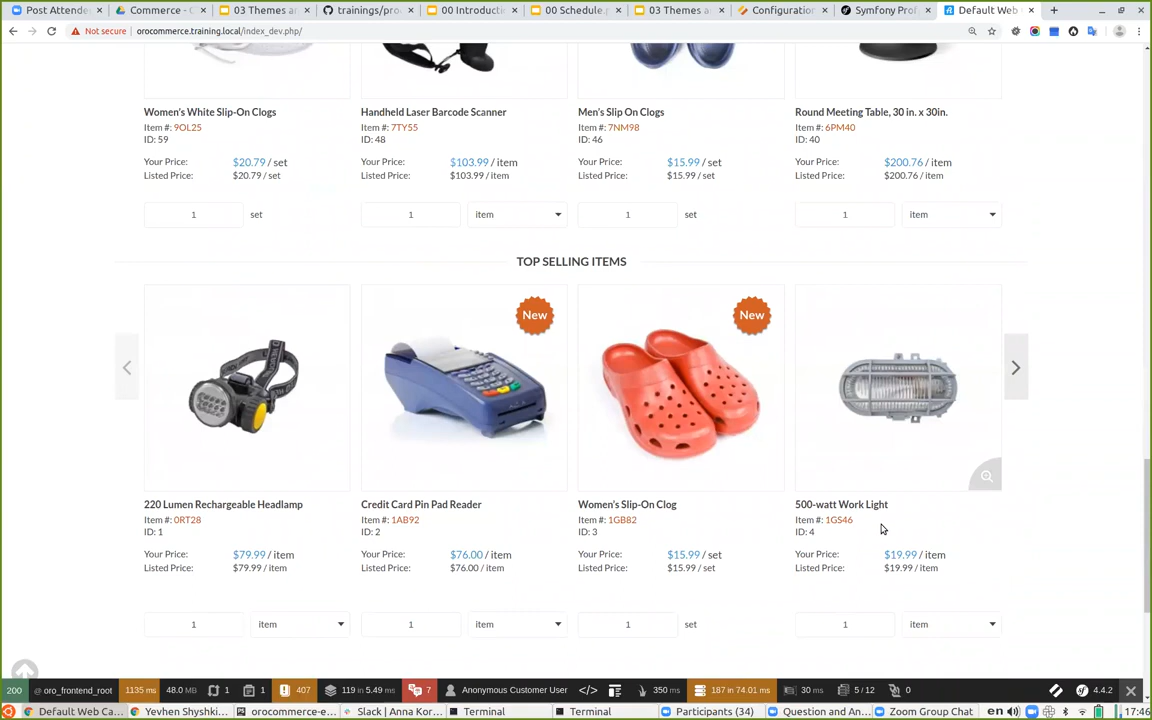 Post Attende
Commerce - C
03 Themes an
trainings/pro
00 Introducti
00 Schedule.p
03 Themes an
Configuration
Symfony Prof
Default Web
Not secure
orocommerce.training.local/index_dev.php/
Women's White Slip-On Clogs
Item #: 9OL25
ID: 59
Your Price: $20.79 / set
Listed Price: $20.79 / set
1 set
Handheld Laser Barcode Scanner
Item #: 7TY55
ID: 48
Your Price: $103.99 / item
Listed Price: $103.99 / item
1 item
Men's Slip On Clogs
Item #: 7NM98
ID: 46
Your Price: $15.99 / set
Listed Price: $15.99 / set
1 set
Round Meeting Table, 30 in. x 30in.
Item #: 6PM40
ID: 40
Your Price: $200.76 / item
Listed Price: $200.76 / item
1 item
TOP SELLING ITEMS
220 Lumen Rechargeable Headlamp
Item #: 0RT28
ID: 1
Your Price: $79.99 / item
Listed Price: $79.99 / item
1 item
New
Credit Card Pin Pad Reader
Item #: 1AB92
ID: 2
Your Price: $76.00 / item
Listed Price: $76.00 / item
1 item
New
Women's Slip-On Clog
Item #: 1GB82
ID: 3
Your Price: $15.99 / set
Listed Price: $15.99 / set
1 set
500-watt Work Light
Item #: 1GS46
ID: 4
Your Price: $19.99 / item
Listed Price: $19.99 / item
1 item
200 @ oro_frontend_root 1135 ms 48.0 MB 1 1 407 119 in 5.49 ms 7 Anonymous Customer User 350 ms 187 in 74.01 ms 30 ms 5 / 12 0 4.4.2
Default Web Ca... Yevhen Shyshki... orocommerce-e... Slack | Anna Kor... Terminal Terminal Participants (34) Question and An... Zoom Group Chat en 17:46